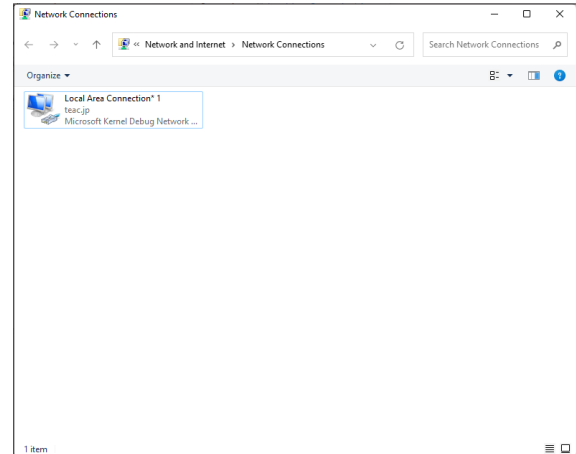 Network Connections
« Network and Internet › Network Connections
Search Network Connections
Organize
Local Area Connection* 1
teac.jp
Microsoft Kernel Debug Network ...
1 item